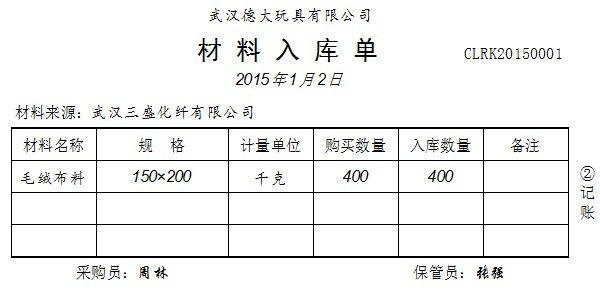 武汉德大玩具有限公司
材料入库单 CLRK20150001
2015年1月2日
材料来源：武汉三盛化纤有限公司
材料名称 规 格 计量单位 购买数量 入库数量 备注
毛绒布料 150×200 千克 400 400
②记账
采购员：周林 保管员：张强